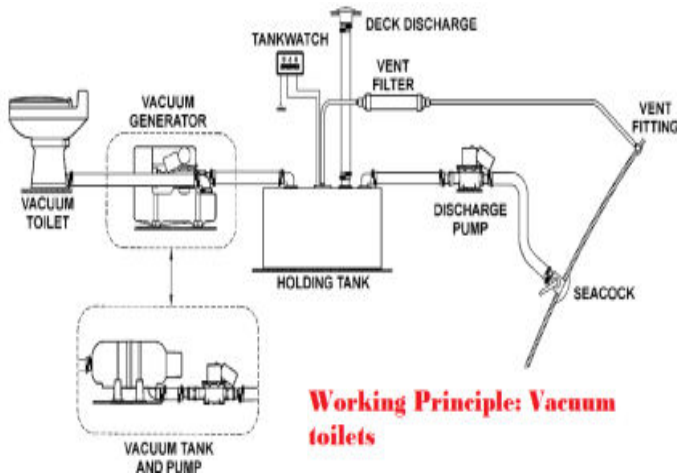 DECK DISCHARGE
TANKWATCH
VENT
FILTER
VACUUM
GENERATOR
VENT
FITTING
VACUUM
TOILET
DISCHARGE
PUMP
HOLDING TANK
SEACOCK
Working Principle: Vacuum
toilets
VACUUM TANK
AND PUMP